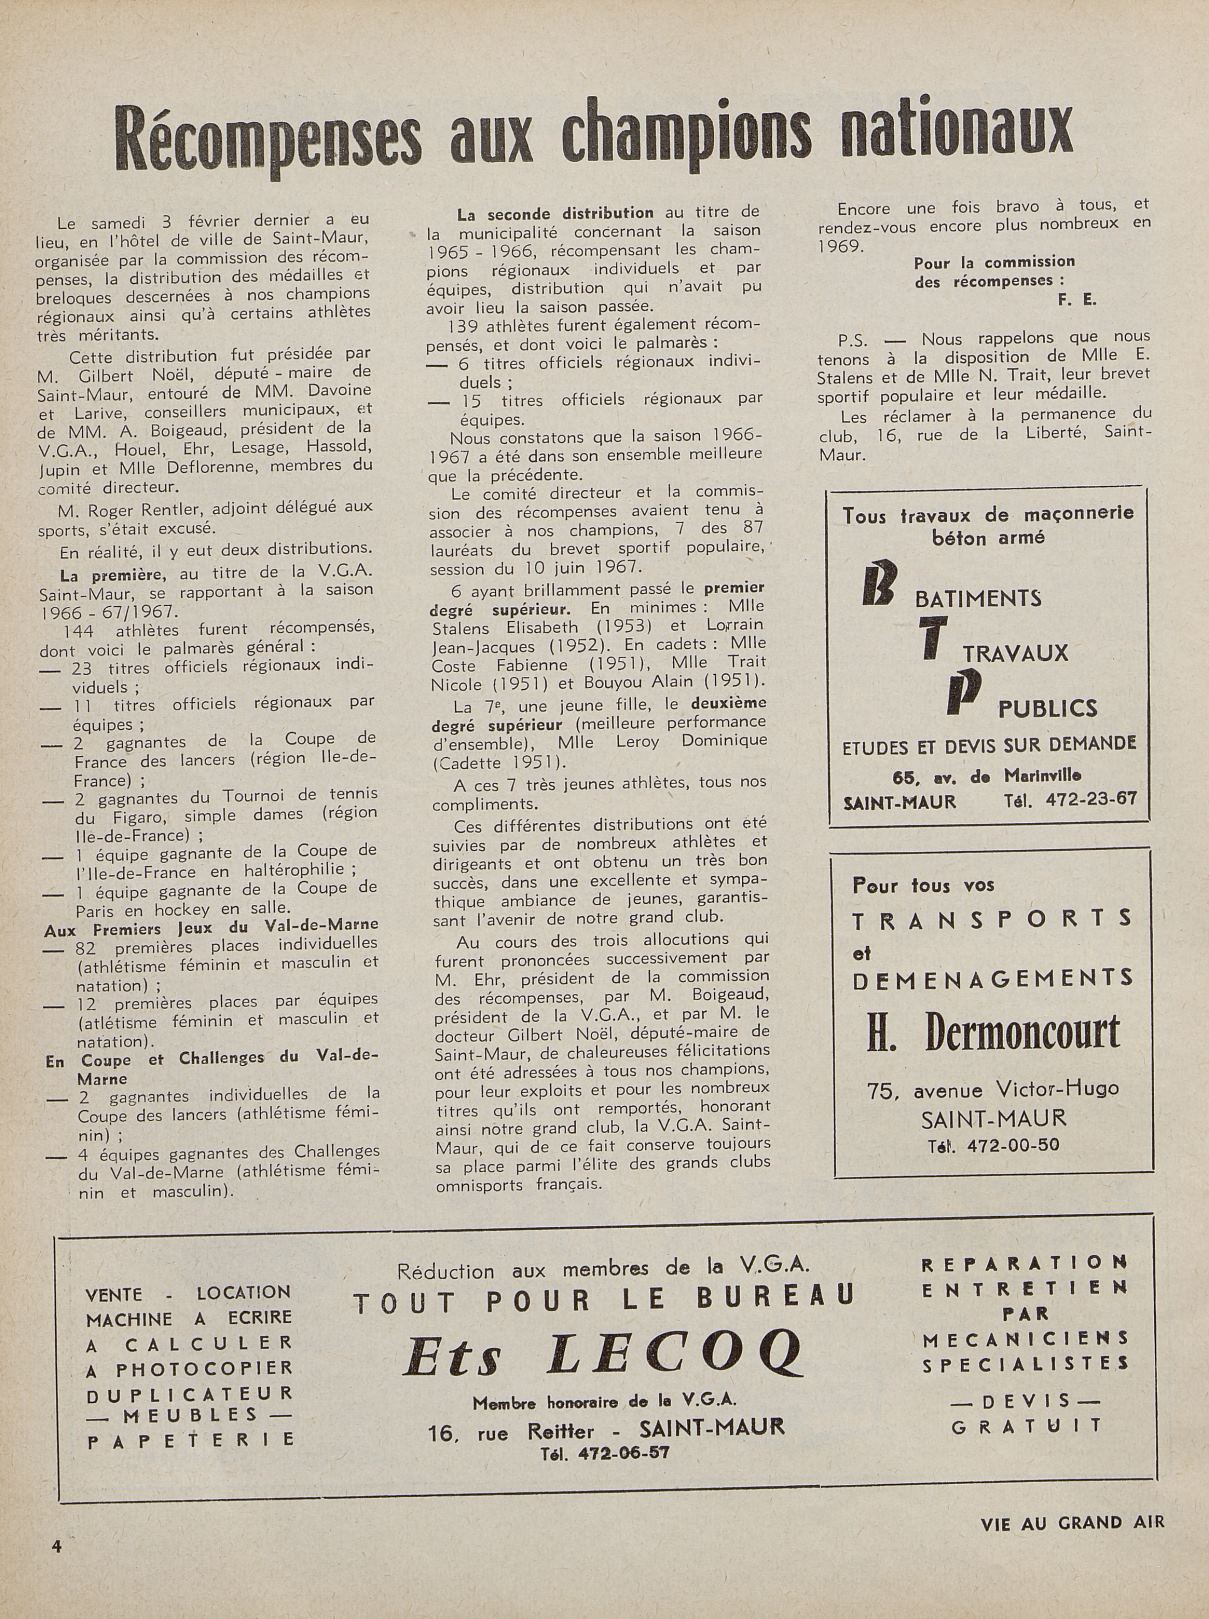 Récompenses aux champions nationaux
Le samedi 3 février dernier a eu
lieu, en l'hôtel de ville de Saint-Maur,
organisée par la commission des récom-
penses, la distribution des médailles et
breloques descernées à nos champions
régionaux ainsi qu'à certains athlètes
très méritants.
Cette distribution fut présidée par
M. Gilbert Noël, député - maire de
Saint-Maur, entouré de MM. Davoine
et Larive, conseillers municipaux, et
de MM. A. Boigeaud, président de la
V.G.A., Houel, Ehr, Lesage, Hassold,
Jupin et Mlle Deflorenne, membres du
comité directeur.
M. Roger Rentler, adjoint délégué aux
sports, s'était excusé.
En réalité, il y eut deux distributions.
La première, au titre de la V.G.A.
Saint-Maur, se rapportant à la saison
1966 - 67/1967.
144 athlètes furent récompensés,
dont voici le palmarès général :
— 23 titres officiels régionaux indi-
viduels ;
— 11 titres officiels régionaux par
équipes ;
— 2 gagnantes de la Coupe de
France des lancers (région Ile-de-
France) ;
— 2 gagnantes du Tournoi de tennis
du Figaro, simple dames (région
Ile-de-France) ;
— 1 équipe gagnante de la Coupe de
l'Ile-de-France en haltérophilie ;
— 1 équipe gagnante de la Coupe de
Paris en hockey en salle.
Aux Premiers Jeux du Val-de-Marne
— 82 premières places individuelles
(athlétisme féminin et masculin et
natation) ;
— 12 premières places par équipes
(atlétisme féminin et masculin et
natation).
En Coupe et Challenges du Val-de-
Marne
— 2 gagnantes individuelles de la
Coupe des lancers (athlétisme fémi-
nin) ;
— 4 équipes gagnantes des Challenges
du Val-de-Marne (athlétisme fémi-
nin et masculin).
La seconde distribution au titre de
la municipalité concernant la saison
1965 - 1966, récompensant les cham-
pions régionaux individuels et par
équipes, distribution qui n'avait pu
avoir lieu la saison passée.
139 athlètes furent également récom-
pensés, et dont voici le palmarès :
— 6 titres officiels régionaux indivi-
duels ;
— 15 titres officiels régionaux par
équipes.
Nous constatons que la saison 1966-
1967 a été dans son ensemble meilleure
que la précédente.
Le comité directeur et la commis-
sion des récompenses avaient tenu à
associer à nos champions, 7 des 87
lauréats du brevet sportif populaire,
session du 10 juin 1967.
6 ayant brillamment passé le premier
degré supérieur. En minimes : Mlle
Stalens Elisabeth (1953) et Lorrain
Jean-Jacques (1952). En cadets : Mlle
Coste Fabienne (1951), Mlle Trait
Nicole (1951) et Bouyou Alain (1951).
La 7e, une jeune fille, le deuxième
degré supérieur (meilleure performance
d'ensemble), Mlle Leroy Dominique
(Cadette 1951).
A ces 7 très jeunes athlètes, tous nos
compliments.
Ces différentes distributions ont été
suivies par de nombreux athlètes et
dirigeants et ont obtenu un très bon
succès, dans une excellente et sympa-
thique ambiance de jeunes, garantis-
sant l'avenir de notre grand club.
Au cours des trois allocutions qui
furent prononcées successivement par
M. Ehr, président de la commission
des récompenses, par M. Boigeaud,
président de la V.G.A., et par M. le
docteur Gilbert Noël, député-maire de
Saint-Maur, de chaleureuses félicitations
ont été adressées à tous nos champions,
pour leur exploits et pour les nombreux
titres qu'ils ont remportés, honorant
ainsi notre grand club, la V.G.A. Saint-
Maur, qui de ce fait conserve toujours
sa place parmi l'élite des grands clubs
omnisports français.
Encore une fois bravo à tous, et
rendez-vous encore plus nombreux en
1969.
Pour la commission
des récompenses :
F. E.
P.S. — Nous rappelons que nous
tenons à la disposition de Mlle E.
Stalens et de Mlle N. Trait, leur brevet
sportif populaire et leur médaille.
Les réclamer à la permanence du
club, 16, rue de la Liberté, Saint-
Maur.
Tous travaux de maçonnerie
béton armé
B BATIMENTS
T TRAVAUX
P PUBLICS
ETUDES ET DEVIS SUR DEMANDE
65, av. de Marinville
SAINT-MAUR Tél. 472-23-67
Pour tous vos
TRANSPORTS
et
DEMENAGEMENTS
H. Dermoncourt
75, avenue Victor-Hugo
SAINT-MAUR
Tél. 472-00-50
VENTE - LOCATION
MACHINE A ECRIRE
A CALCULER
A PHOTOCOPIER
DUPLICATEUR
— MEUBLES —
PAPETERIE
Réduction aux membres de la V.G.A.
TOUT POUR LE BUREAU
Ets LECOQ
Membre honoraire de la V.G.A.
16, rue Reitter - SAINT-MAUR
Tél. 472-06-57
REPARATION
ENTRETIEN
PAR
MECANICIENS
SPECIALISTES
— DEVIS —
GRATUIT
VIE AU GRAND AIR
4